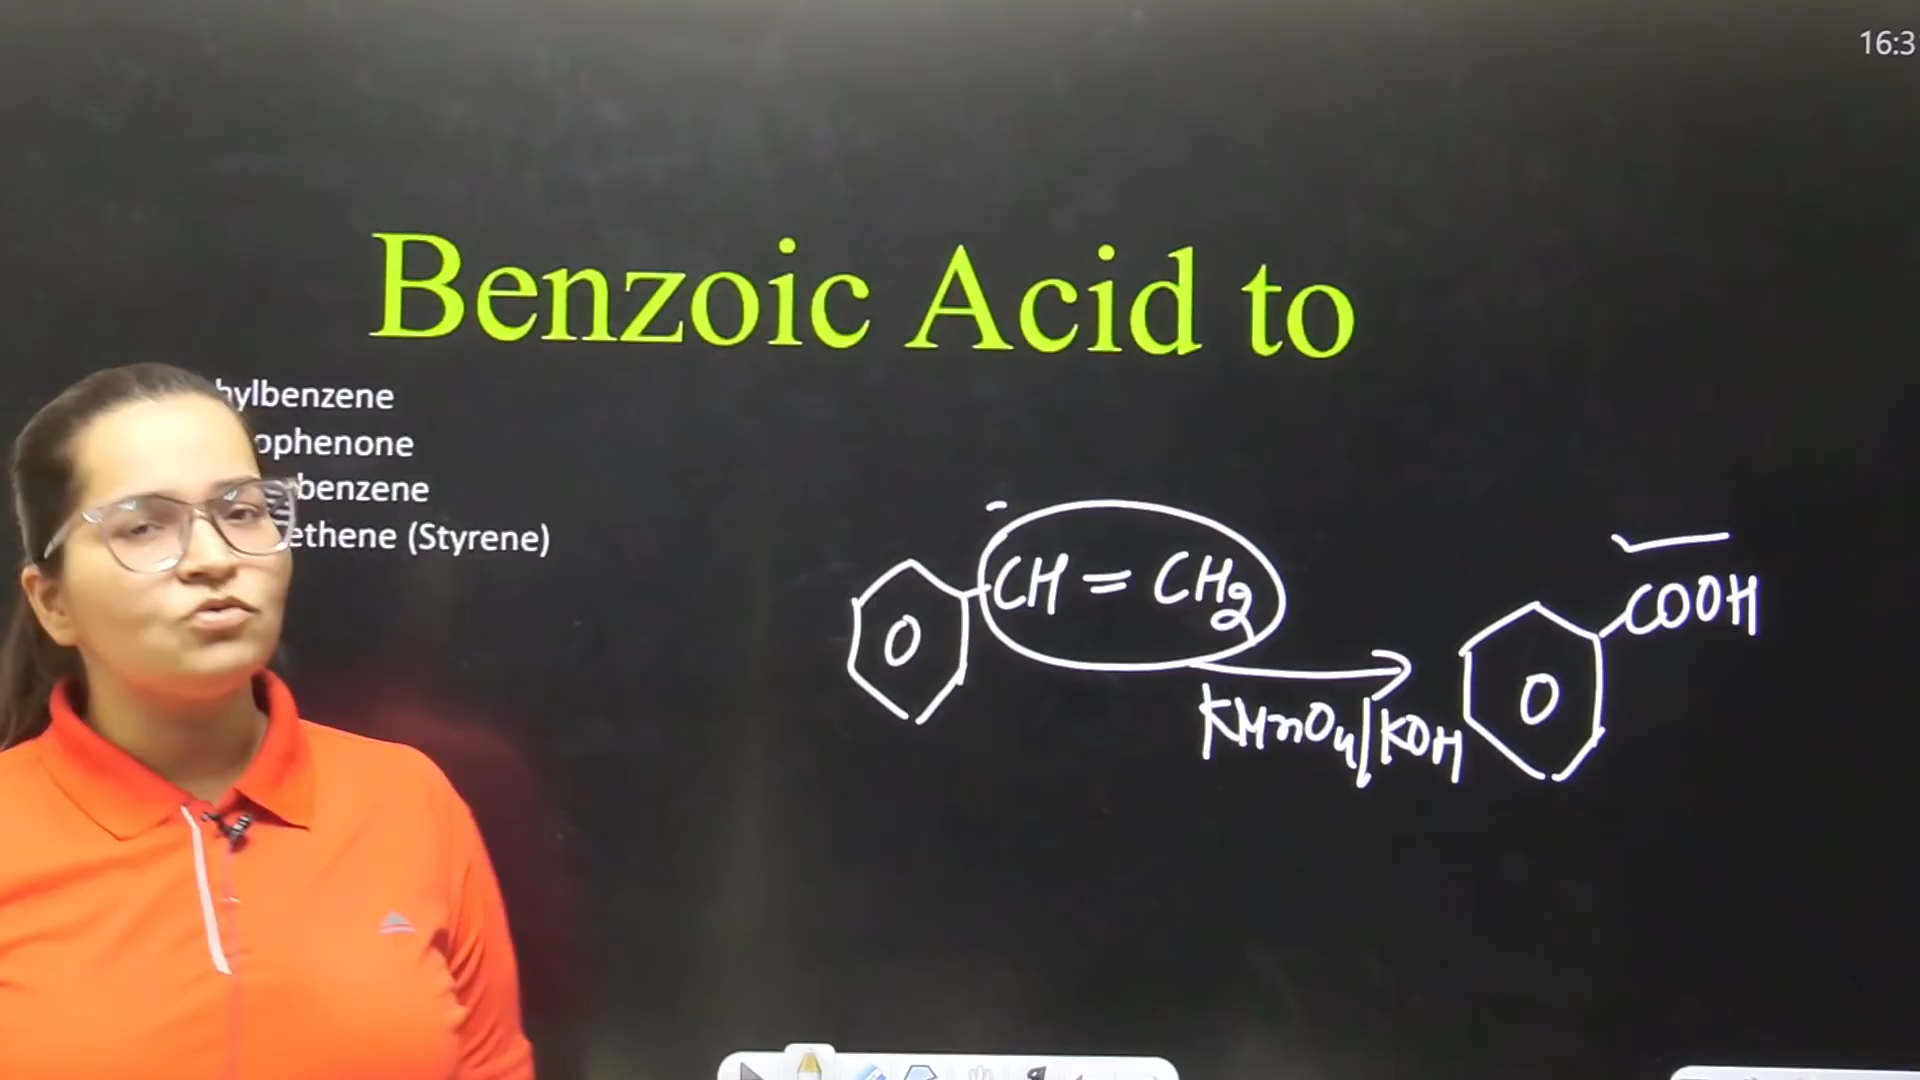 16:3
Benzoic Acid to
hylbenzene
ophenone
benzene
ethene (Styrene)
CH = CH2
COOH
KMnO4/KOH